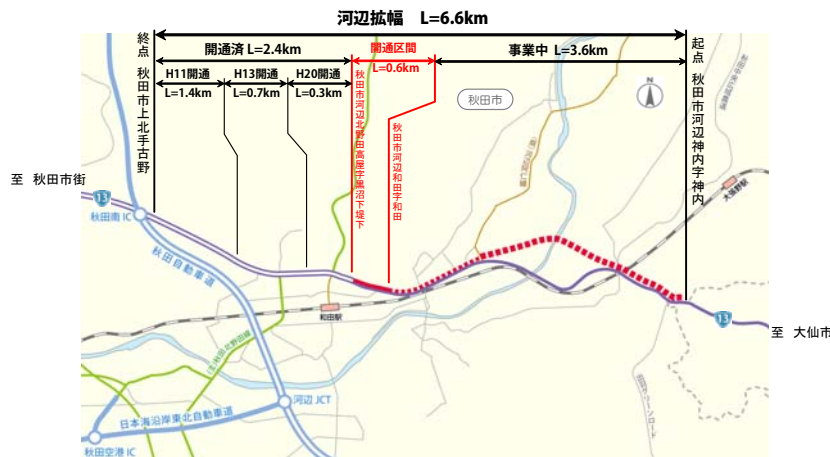 河辺拡幅 L=6.6km
開通済 L=2.4km
開通区間
L=0.6km
事業中 L=3.6km
H11開通
L=1.4km
H13開通
L=0.7km
H20開通
L=0.3km
終点 秋田市上北手古野
秋田市河辺北野田高屋字黒沼下堤下
秋田市河辺和田字和田
起点 秋田市河辺神内字神内
秋田市
N
至 秋田市街
13
秋田南 IC
秋田自動車道
和田駅
大張野駅
13
至 大仙市
河辺 JCT
日本海沿岸東北自動車道
秋田空港 IC